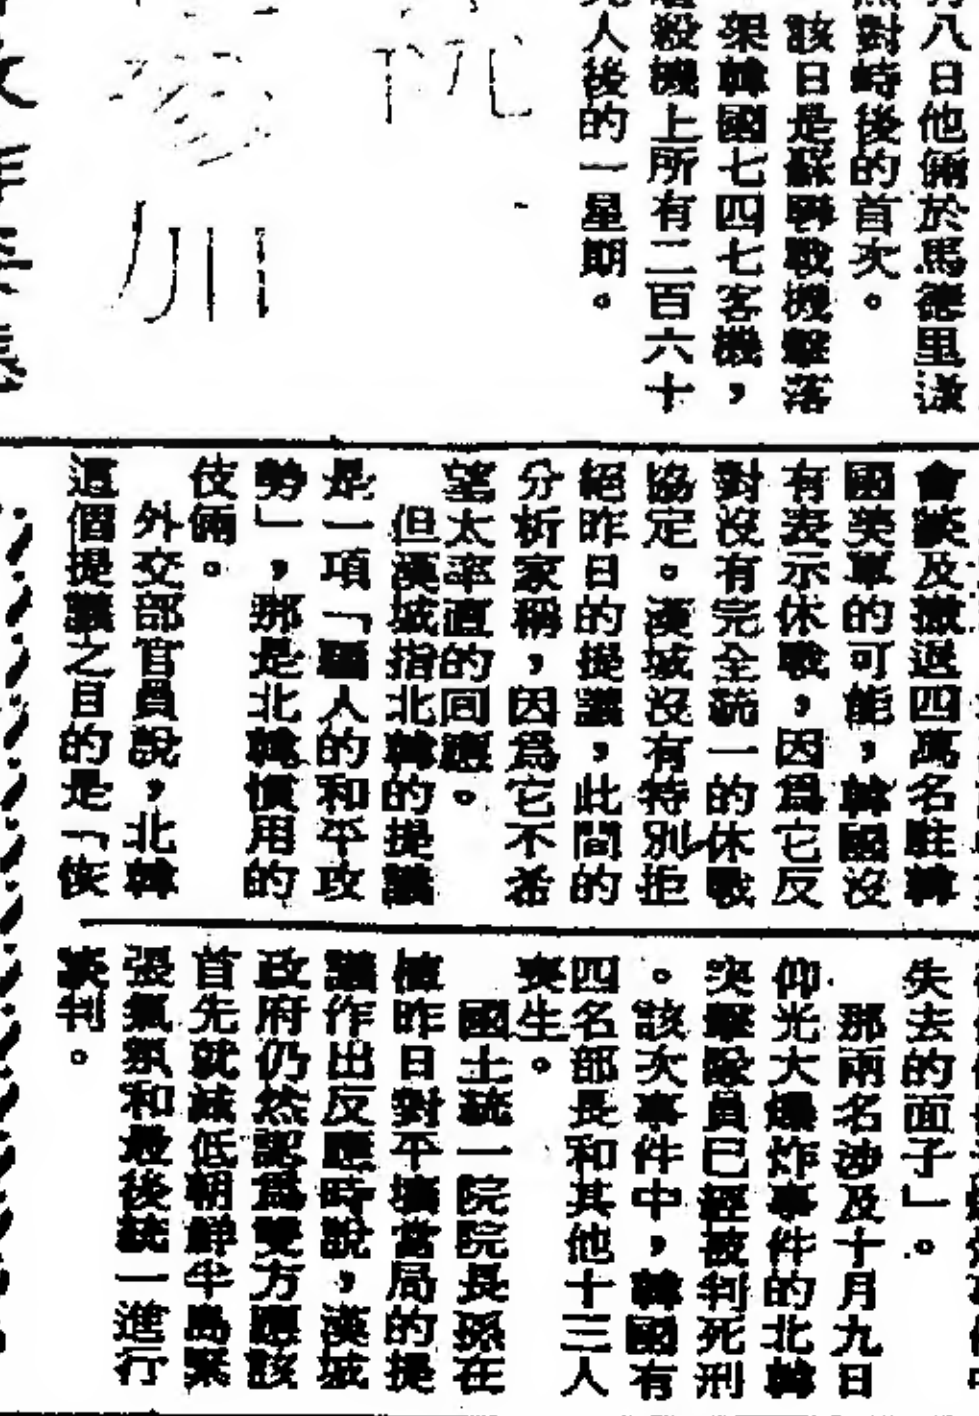 八日他倆於馬德里
對峙後的首次。
該日是蘇聯戰機擊落
架韓國七四七客機，
殺機上所有二百六十
人後的一星期。
會談及撤退四萬名駐韓
國美軍的可能，韓國沒
有表示休戰，因爲它反
對沒有完全統一的休戰
協定。漢城沒有特別拒
絕昨日的提議，此間的
分析家稱，因爲它不希
望太率直的回應。
但漢城指北韓的提議
是一項「騙人的和平攻
勢」，那是北韓慣用的
伎倆。
外交部官員說，北韓
這個提議之目的是「恢
失去的面子」。
那兩名涉及十月九日
仰光大爆炸事件的北韓
突擊隊員已經被判死刑
。該次事件中，韓國有
四名部長和其他十三人
喪生。
國土統一院院長孫在
植昨日對平壤當局的提
議作出反應時說，漢城
政府仍然認爲雙方應該
首先就減低朝鮮半島緊
張氣氛和最後統一進行
談判。